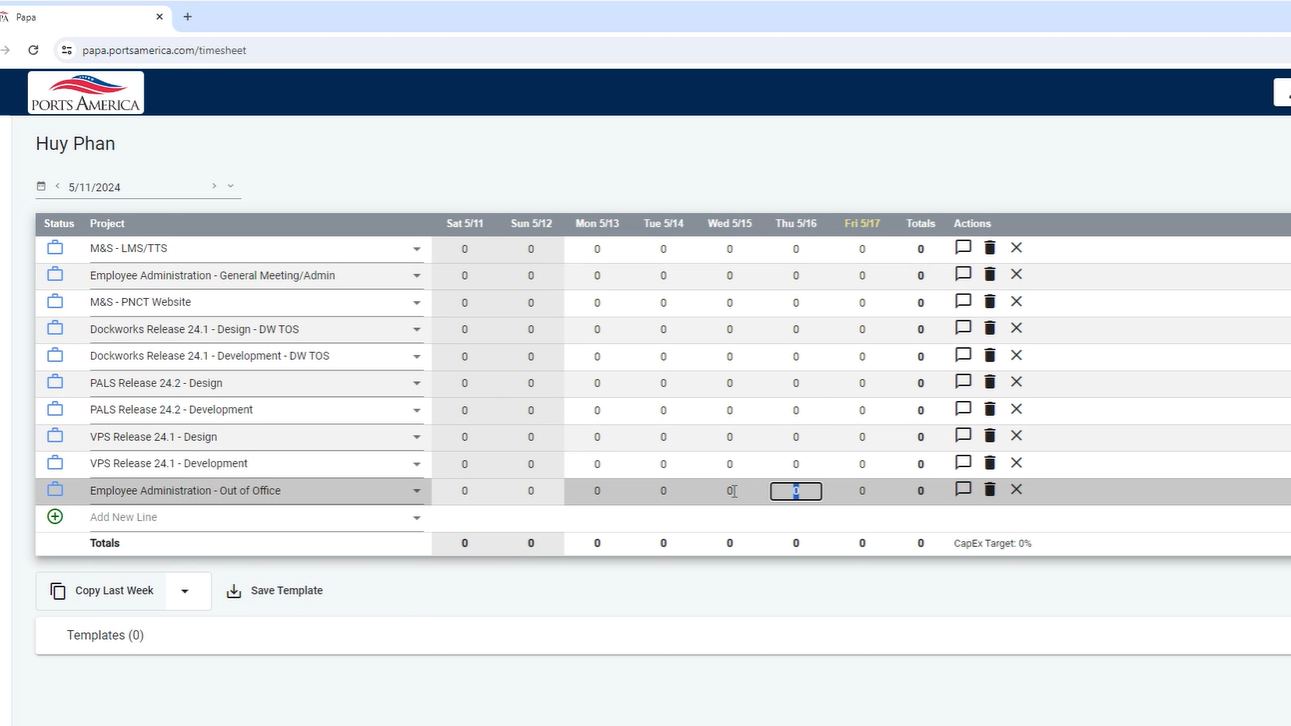 Papa
papa.portsamerica.com/timesheet
PORTS AMERICA
Huy Phan
5/11/2024
Status Project Sat 5/11 Sun 5/12 Mon 5/13 Tue 5/14 Wed 5/15 Thu 5/16 Fri 5/17 Totals Actions
M&S - LMS/TTS 0 0 0 0 0 0 0 0
Employee Administration - General Meeting/Admin 0 0 0 0 0 0 0 0
M&S - PNCT Website 0 0 0 0 0 0 0 0
Dockworks Release 24.1 - Design - DW TOS 0 0 0 0 0 0 0 0
Dockworks Release 24.1 - Development - DW TOS 0 0 0 0 0 0 0 0
PALS Release 24.2 - Design 0 0 0 0 0 0 0 0
PALS Release 24.2 - Development 0 0 0 0 0 0 0 0
VPS Release 24.1 - Design 0 0 0 0 0 0 0 0
VPS Release 24.1 - Development 0 0 0 0 0 0 0 0
Employee Administration - Out of Office 0 0 0 0 0 0 0 0
Add New Line
Totals 0 0 0 0 0 0 0 0 CapEx Target: 0%
Copy Last Week Save Template
Templates (0)